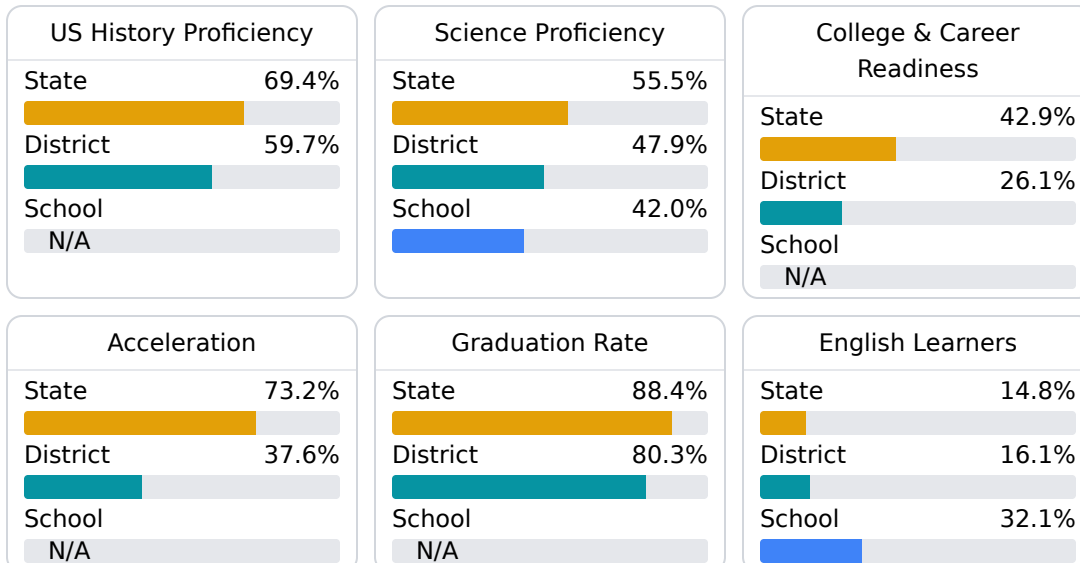 US History Proficiency
State 69.4%
District 59.7%
School
N/A
Science Proficiency
State 55.5%
District 47.9%
School 42.0%
College & Career
Readiness
State 42.9%
District 26.1%
School
N/A
Acceleration
State 73.2%
District 37.6%
School
N/A
Graduation Rate
State 88.4%
District 80.3%
School
N/A
English Learners
State 14.8%
District 16.1%
School 32.1%